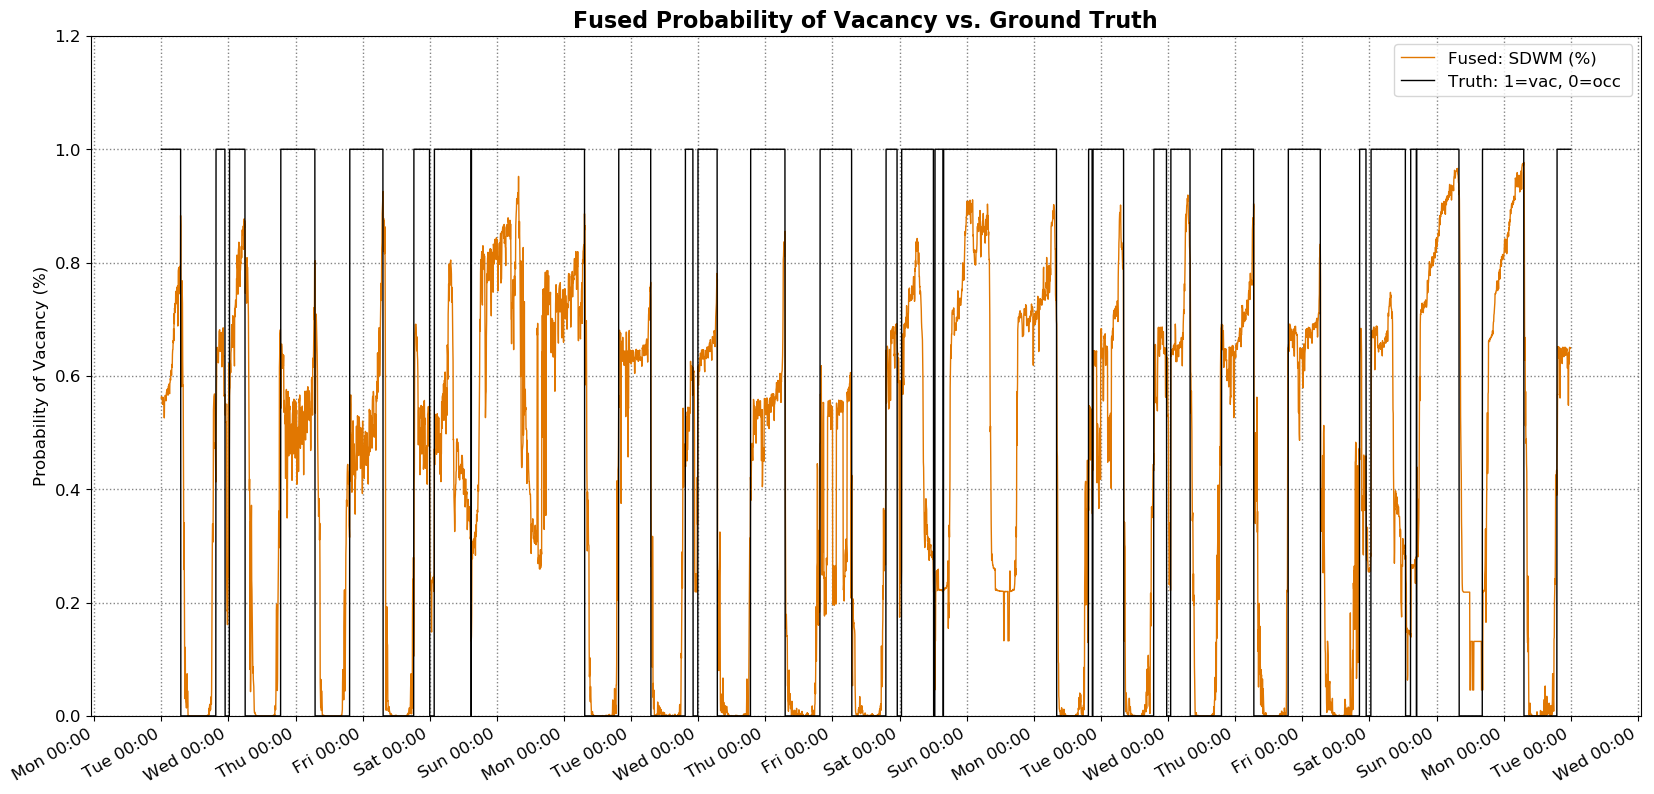 Fused Probability of Vacancy vs. Ground Truth
1.2
1.0
0.8
0.6
0.4
0.2
0.0
Probability of Vacancy (%)
Fused: SDWM (%)
Truth: 1=vac, 0=occ
Mon 00:00
Tue 00:00
Wed 00:00
Thu 00:00
Fri 00:00
Sat 00:00
Sun 00:00
Mon 00:00
Tue 00:00
Wed 00:00
Thu 00:00
Fri 00:00
Sat 00:00
Sun 00:00
Mon 00:00
Tue 00:00
Wed 00:00
Thu 00:00
Fri 00:00
Sat 00:00
Sun 00:00
Mon 00:00
Tue 00:00
Wed 00:00